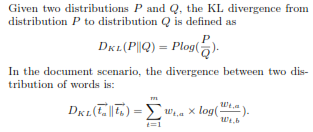 Given two distributions P and Q, the KL divergence from
distribution P to distribution Q is defined as
D_{KL}(P||Q) = Plog(\frac{P}{Q}).
In the document scenario, the divergence between two dis-
tribution of words is:
D_{KL}(\vec{t_a}||\vec{t_b}) = \sum_{t=1}^{m} w_{t,a} × log(\frac{w_{t,a}}{w_{t,b}}).